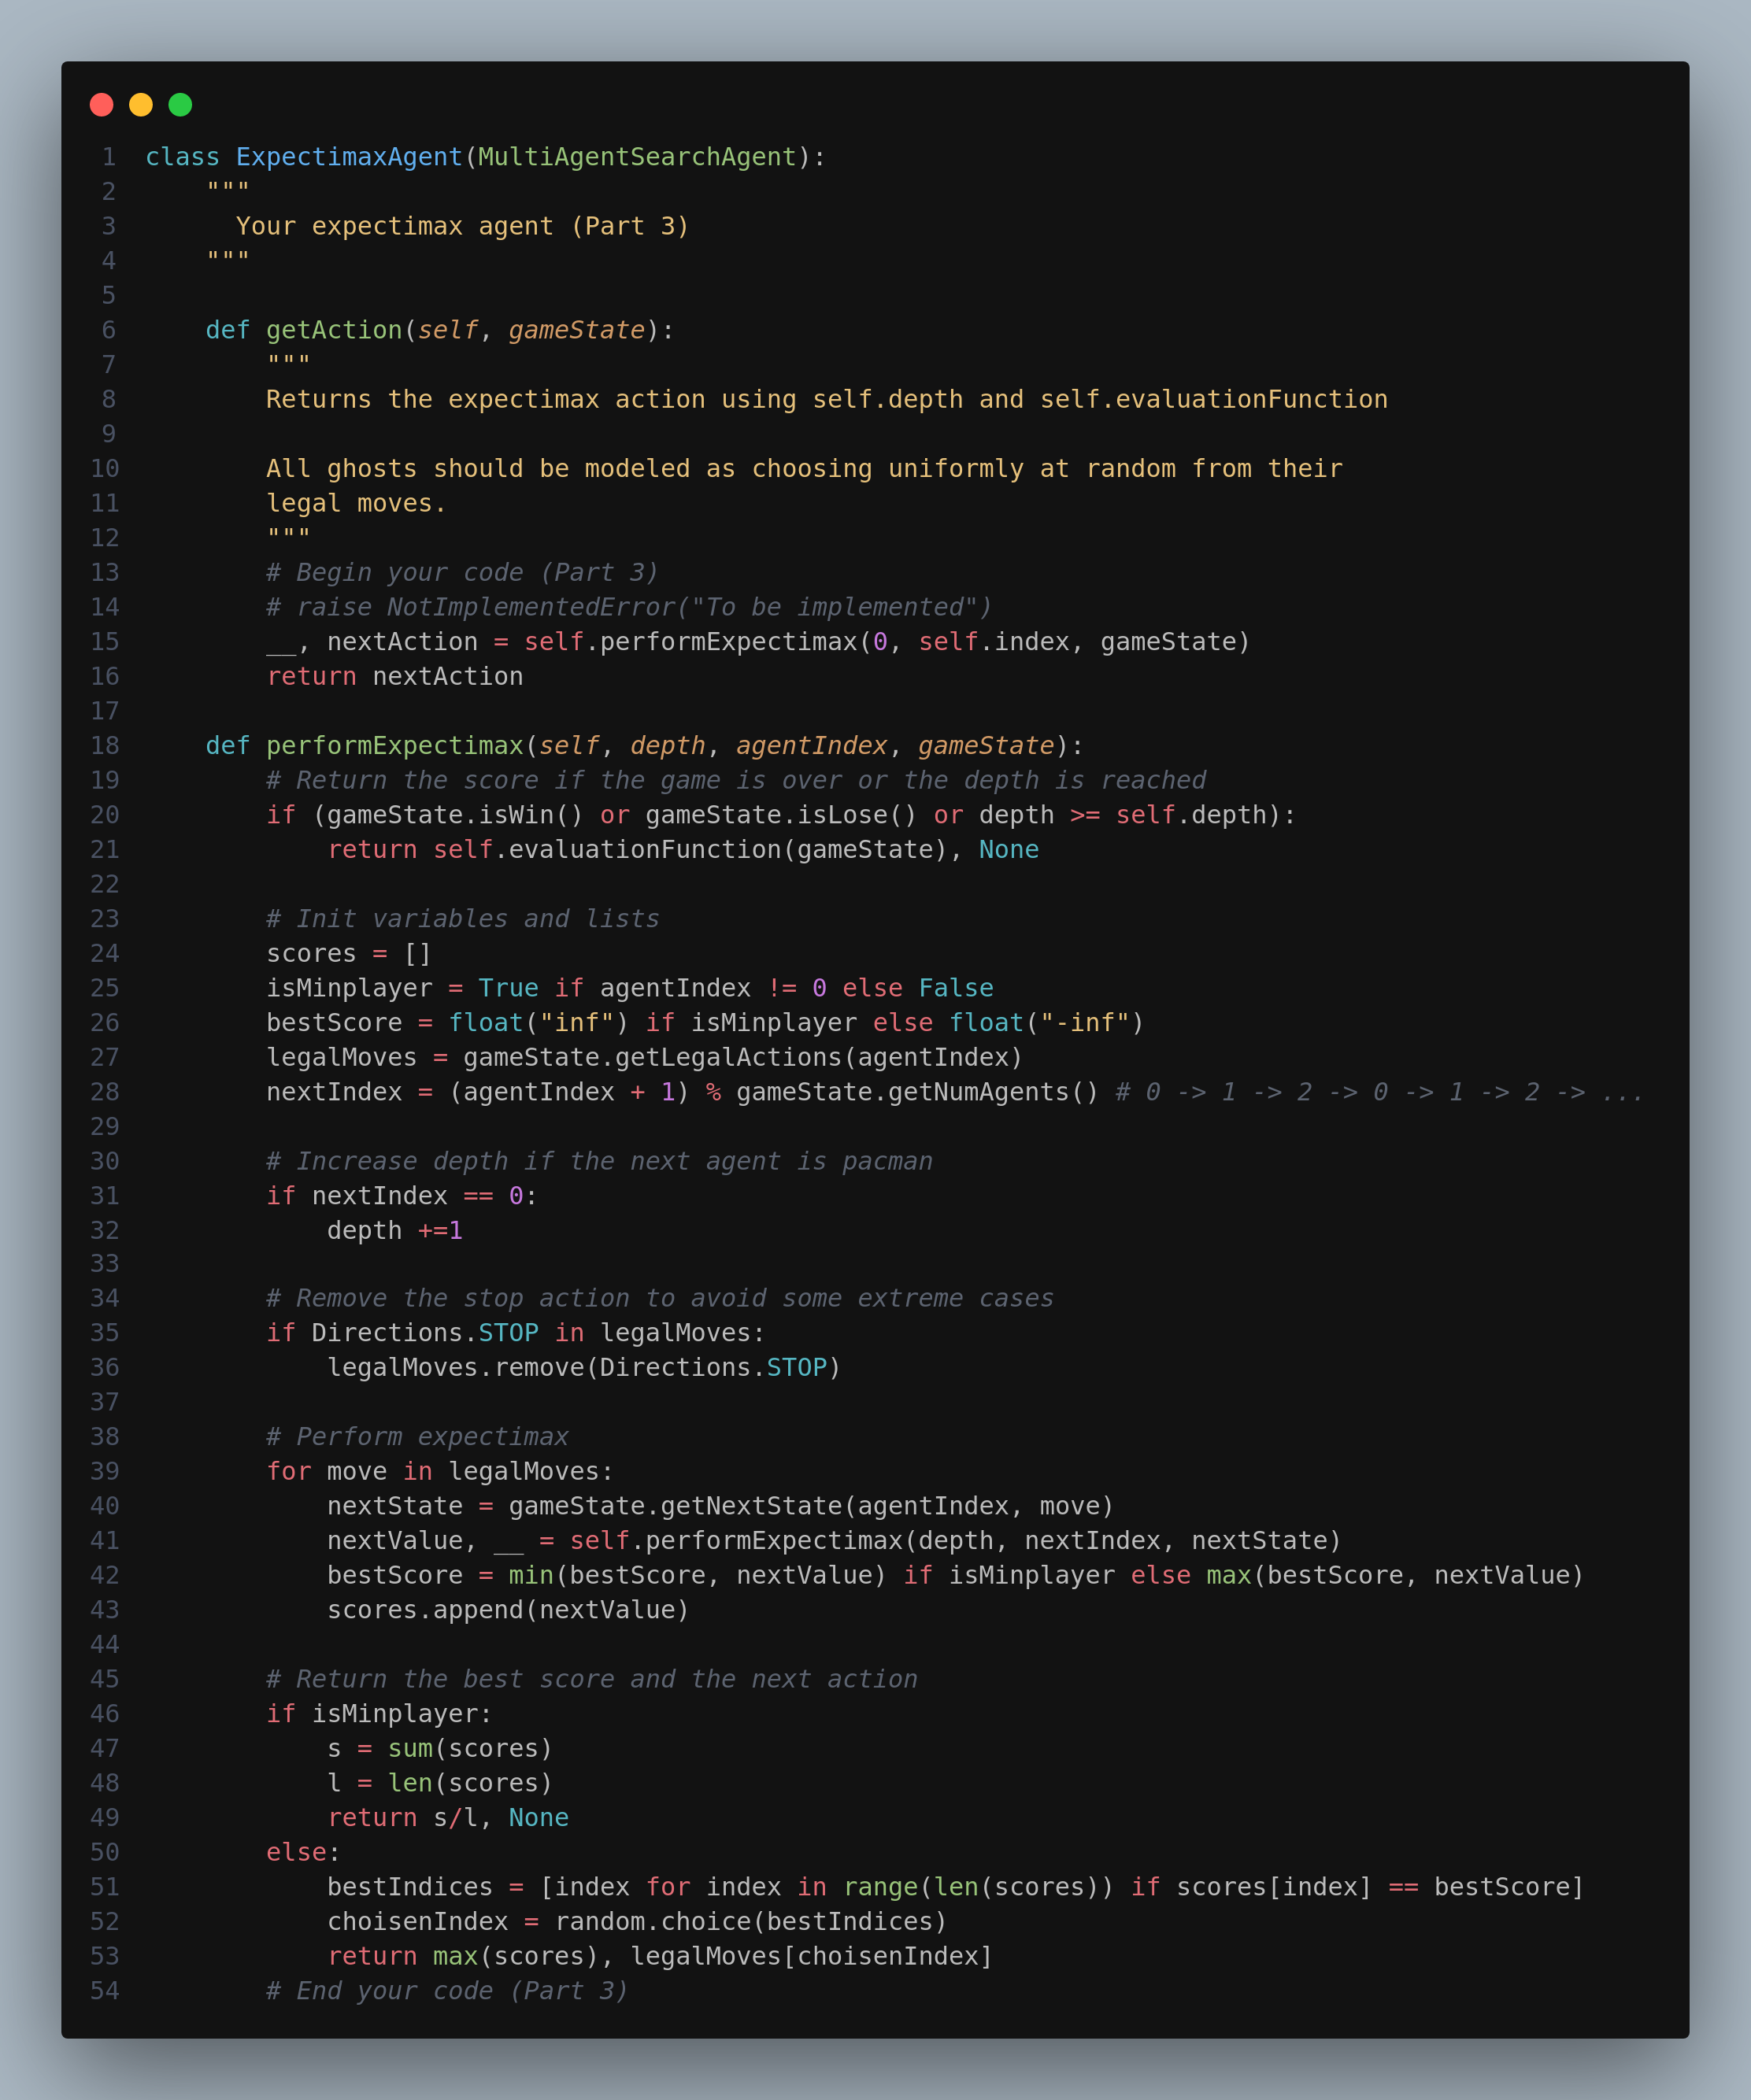 1 class ExpectimaxAgent(MultiAgentSearchAgent):
2     """
3       Your expectimax agent (Part 3)
4     """
5
6     def getAction(self, gameState):
7         """
8         Returns the expectimax action using self.depth and self.evaluationFunction
9
10         All ghosts should be modeled as choosing uniformly at random from their
11         legal moves.
12         """
13         # Begin your code (Part 3)
14         # raise NotImplementedError("To be implemented")
15         __, nextAction = self.performExpectimax(0, self.index, gameState)
16         return nextAction
17
18     def performExpectimax(self, depth, agentIndex, gameState):
19         # Return the score if the game is over or the depth is reached
20         if (gameState.isWin() or gameState.isLose() or depth >= self.depth):
21             return self.evaluationFunction(gameState), None
22
23         # Init variables and lists
24         scores = []
25         isMinplayer = True if agentIndex != 0 else False
26         bestScore = float("inf") if isMinplayer else float("-inf")
27         legalMoves = gameState.getLegalActions(agentIndex)
28         nextIndex = (agentIndex + 1) % gameState.getNumAgents() # 0 -> 1 -> 2 -> 0 -> 1 -> 2 -> ...
29
30         # Increase depth if the next agent is pacman
31         if nextIndex == 0:
32             depth +=1
33
34         # Remove the stop action to avoid some extreme cases
35         if Directions.STOP in legalMoves:
36             legalMoves.remove(Directions.STOP)
37
38         # Perform expectimax
39         for move in legalMoves:
40             nextState = gameState.getNextState(agentIndex, move)
41             nextValue, __ = self.performExpectimax(depth, nextIndex, nextState)
42             bestScore = min(bestScore, nextValue) if isMinplayer else max(bestScore, nextValue)
43             scores.append(nextValue)
44
45         # Return the best score and the next action
46         if isMinplayer:
47             s = sum(scores)
48             l = len(scores)
49             return s/l, None
50         else:
51             bestIndices = [index for index in range(len(scores)) if scores[index] == bestScore]
52             choisenIndex = random.choice(bestIndices)
53             return max(scores), legalMoves[choisenIndex]
54         # End your code (Part 3)